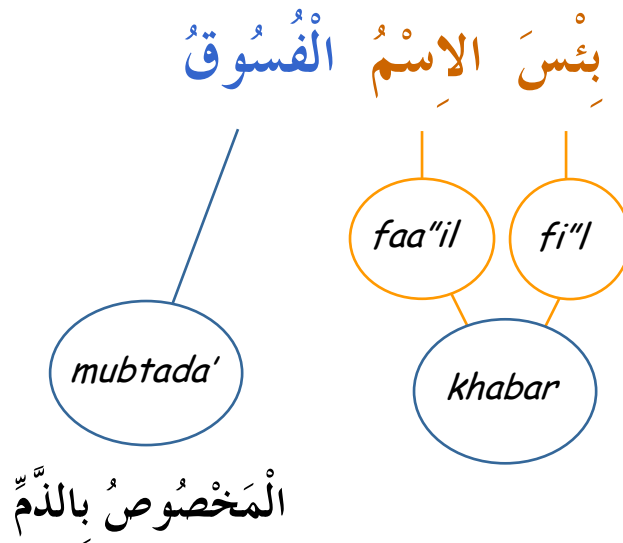 بِئْسَ الاِسْمُ الْفُسُوقُ
faa"il fi"l
mubtada' khabar
الْمَخْصُوصُ بِالذَّمِّ